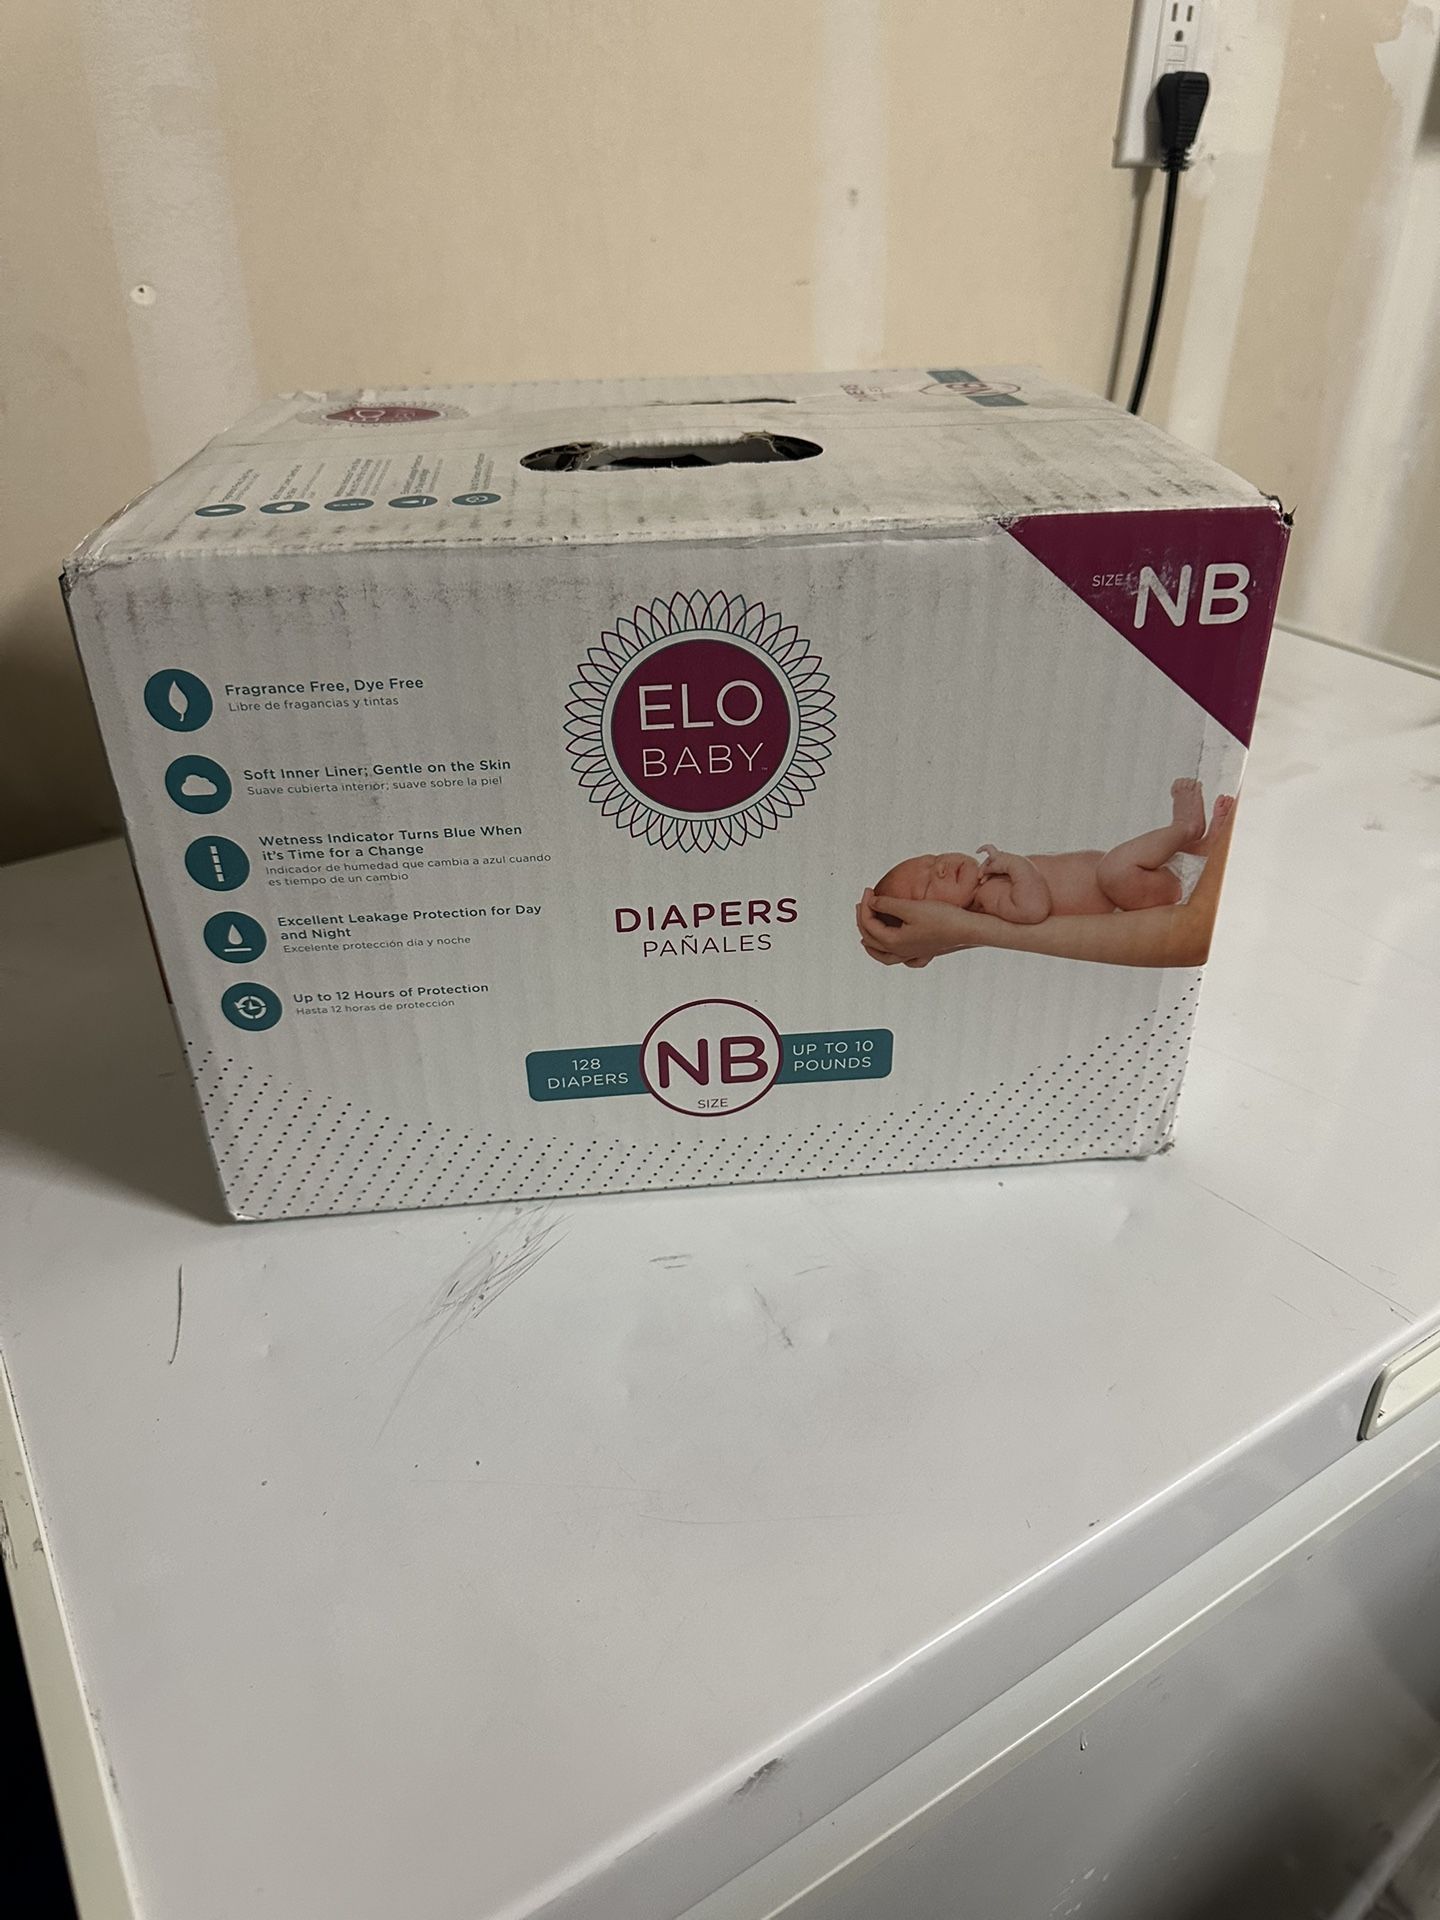 SIZE NB
ELO
BABY™
Fragrance Free, Dye Free
Libre de fragancias y tintas
Soft Inner Liner; Gentle on the Skin
Suave cubierta interior; suave sobre la piel
Wetness Indicator Turns Blue When
it's Time for a Change
Indicador de humedad que cambia a azul cuando
es tiempo de un cambio
Excellent Leakage Protection for Day
and Night
Excelente protección día y noche
Up to 12 Hours of Protection
Hasta 12 horas de protección
DIAPERS
PAÑALES
128
DIAPERS
NB
SIZE
UP TO 10
POUNDS